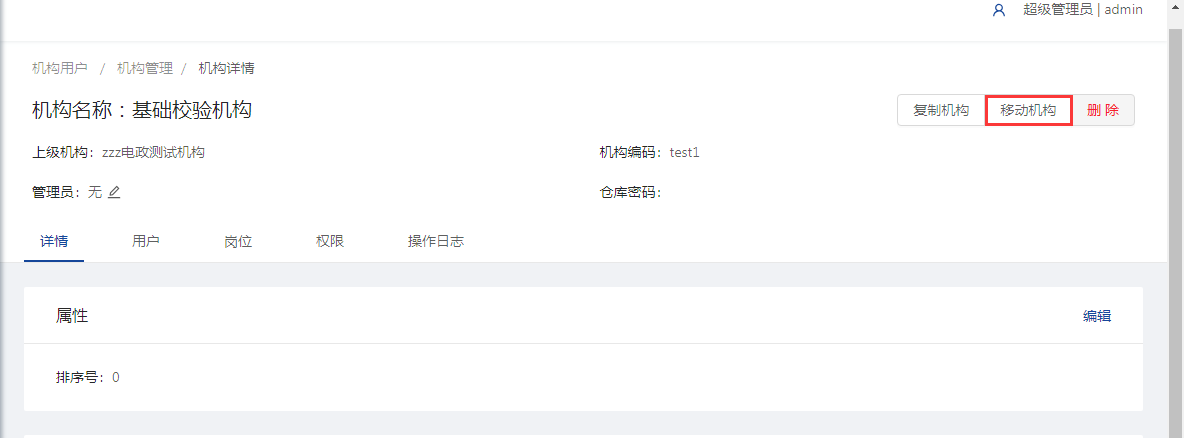 超级管理员 | admin
机构用户 / 机构管理 / 机构详情
机构名称：基础校验机构
复制机构 移动机构 删 除
上级机构：zzz电政测试机构 机构编码：test1
管理员：无 仓库密码：
详情 用户 岗位 权限 操作日志
属性 编辑
排序号：0